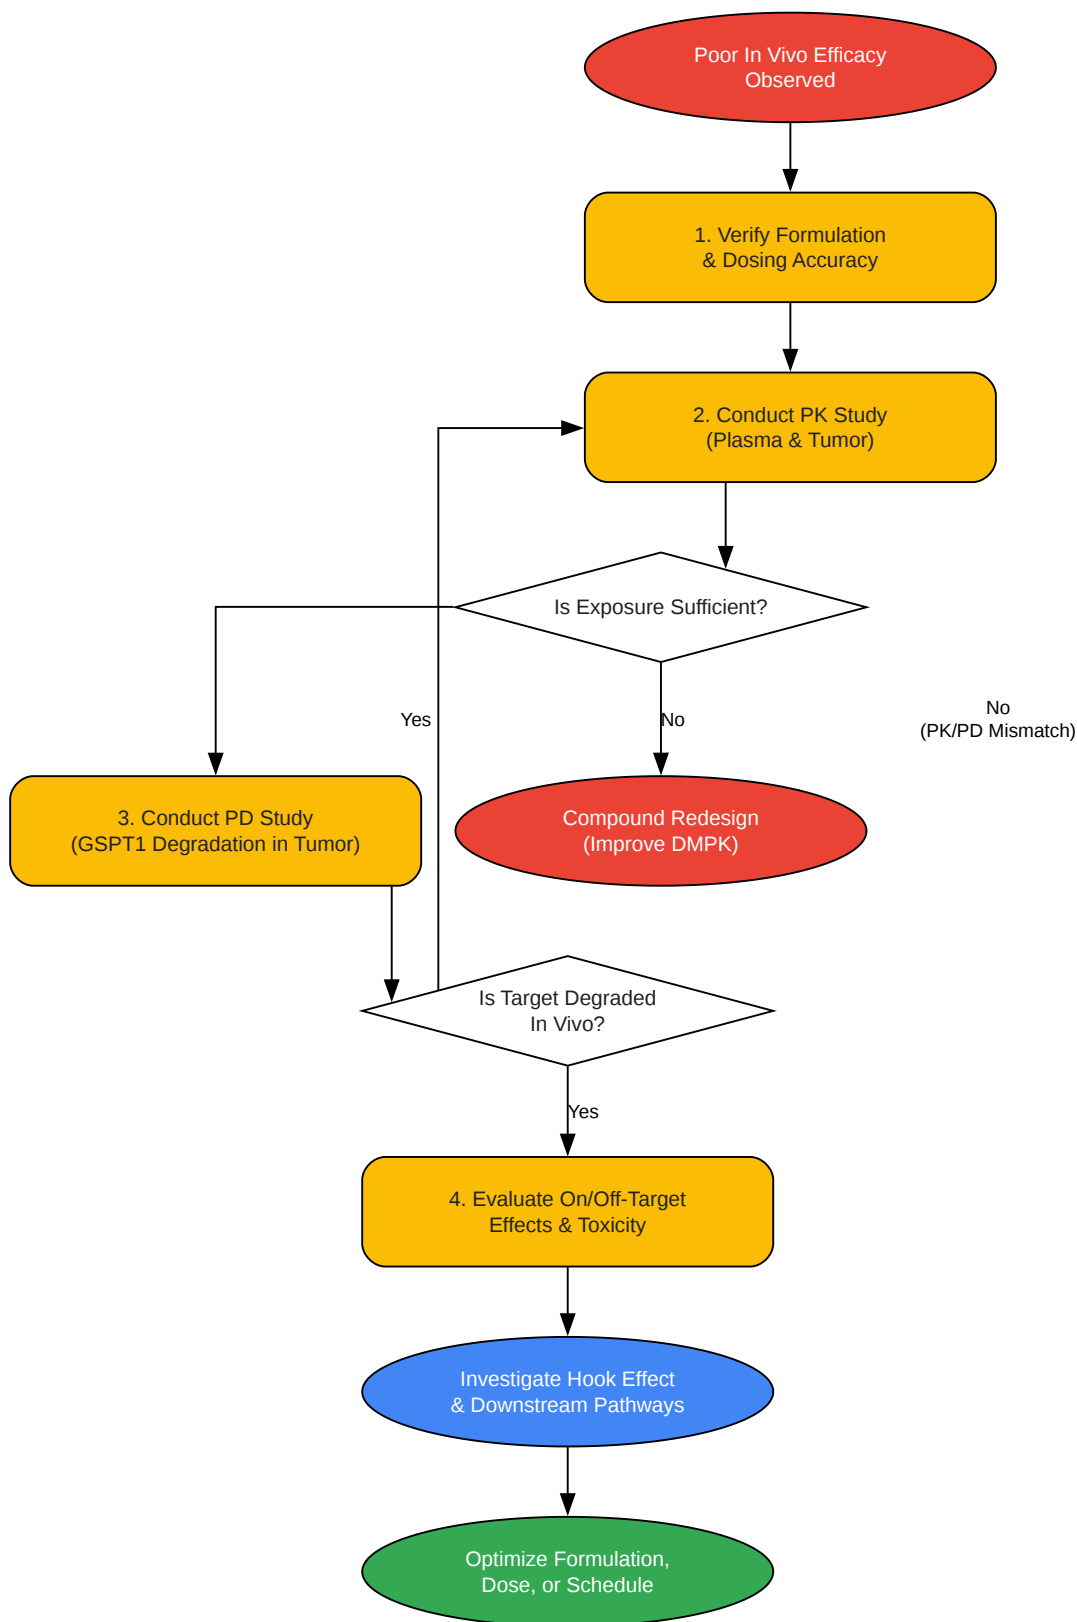 Poor In Vivo Efficacy
Observed
1. Verify Formulation
& Dosing Accuracy
2. Conduct PK Study
(Plasma & Tumor)
Is Exposure Sufficient?
Yes
No
No
(PK/PD Mismatch)
3. Conduct PD Study
(GSPT1 Degradation in Tumor)
Compound Redesign
(Improve DMPK)
Is Target Degraded
In Vivo?
Yes
4. Evaluate On/Off-Target
Effects & Toxicity
Investigate Hook Effect
& Downstream Pathways
Optimize Formulation,
Dose, or Schedule